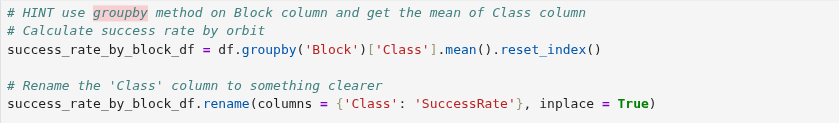 # HINT use groupby method on Block column and get the mean of Class column
# Calculate success rate by orbit
success_rate_by_block_df = df.groupby('Block')['Class'].mean().reset_index()
# Rename the 'Class' column to something clearer
success_rate_by_block_df.rename(columns = {'Class': 'SuccessRate'}, inplace = True)